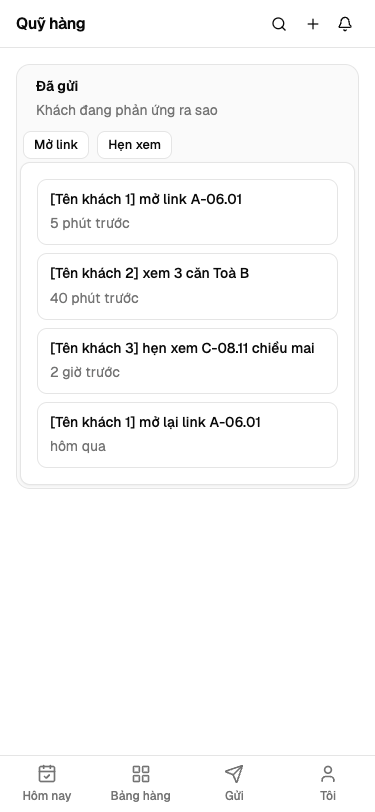 Quỹ hàng
Đã gửi
Khách đang phản ứng ra sao
Mở link
Hẹn xem
[Tên khách 1] mở link A-06.01
5 phút trước
[Tên khách 2] xem 3 căn Toà B
40 phút trước
[Tên khách 3] hẹn xem C-08.11 chiều mai
2 giờ trước
[Tên khách 1] mở lại link A-06.01
hôm qua
Hôm nay
Bảng hàng
Gửi
Tôi